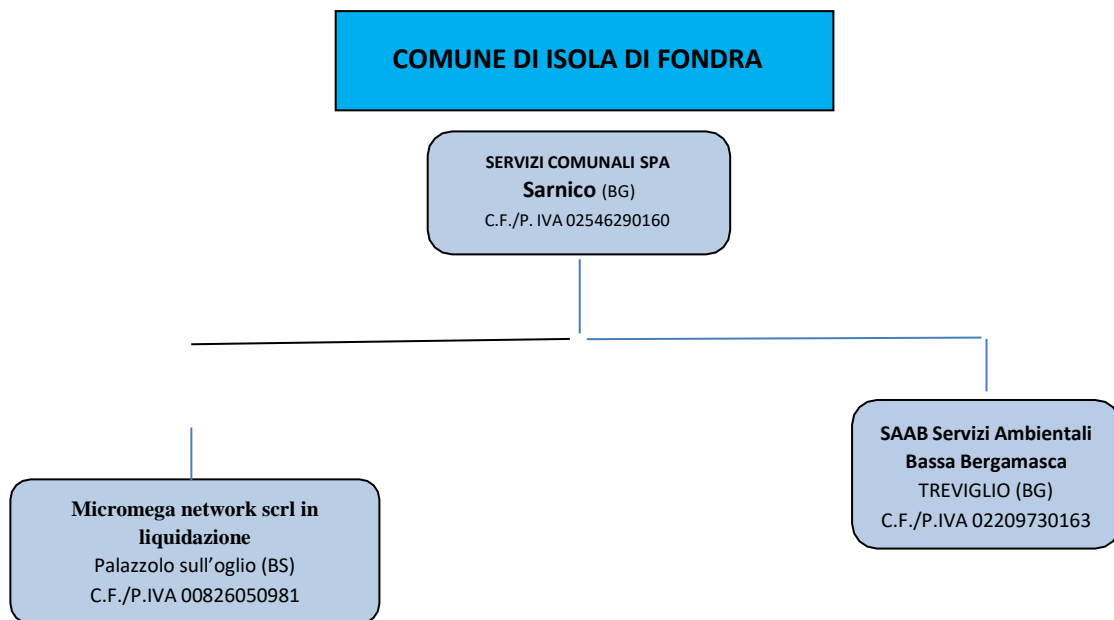 COMUNE DI ISOLA DI FONDRA
SERVIZI COMUNALI SPA
Sarnico (BG)
C.F./P. IVA 02546290160
SAAB Servizi Ambientali
Bassa Bergamasca
TREVIGLIO (BG)
C.F./P.IVA 02209730163
Micromega network scrl in
liquidazione
Palazzolo sull’oglio (BS)
C.F./P.IVA 00826050981